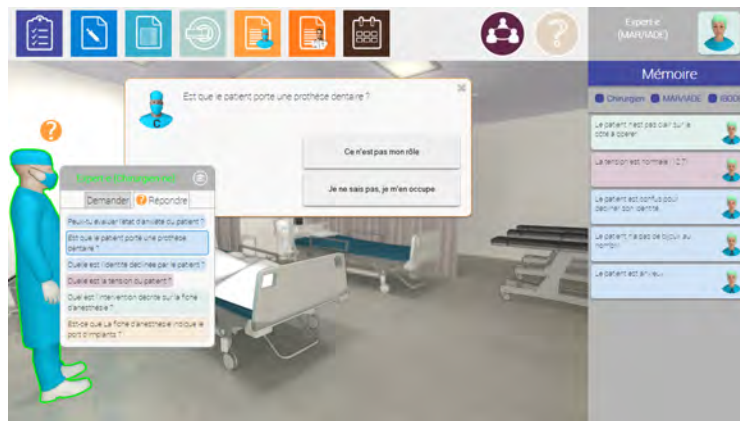 Expert-e
(MAR/IADE)
Mémoire
Chirurgien MAR/IADE IBODE
Le patient n'est pas clair sur le
côté à opérer
La tension est normale : 12,7
Le patient est confus pour
décliner son identité
Le patient n'a pas de bijoux au
nombril
Le patient est anxieux
Est que le patient porte une prothèse dentaire ?
C
Ce n'est pas mon rôle
Je ne sais pas, je m'en occupe
Demander
Répondre
Peux-tu évaluer l'état d'anxiété du patient ?
Est que le patient porte une prothèse
dentaire ?
Quelle est l'identité déclinée par le patient ?
Quelle est la tension du patient ?
Quel est l'intervention décrite sur la fiche
d'anesthésie ?
Est-ce que La fiche d'anesthésie indique le
port d'implants ?